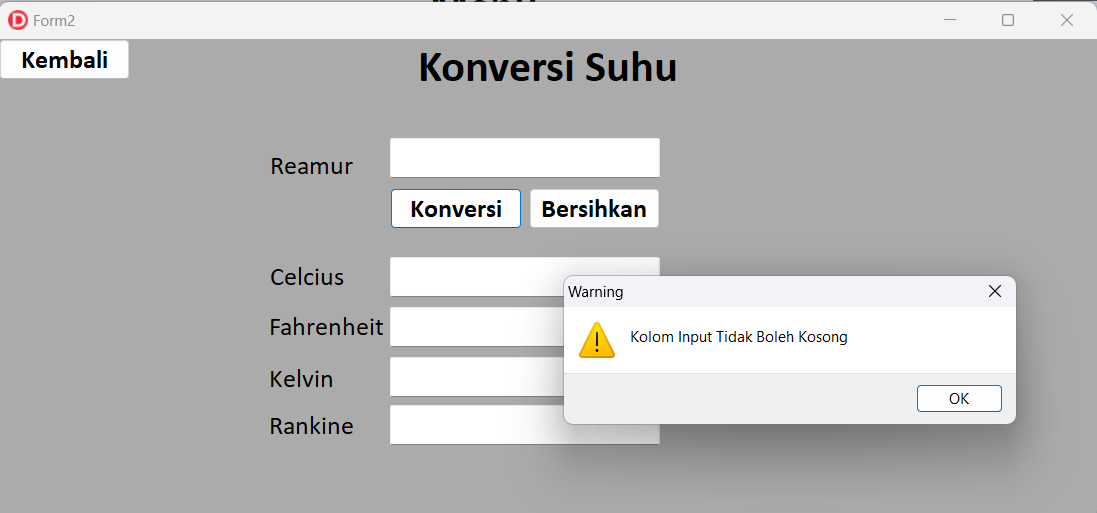 Form2
Kembali
Konversi Suhu
Reamur
Konversi Bersihkan
Celcius
Fahrenheit
Kelvin
Rankine
Warning
Kolom Input Tidak Boleh Kosong
OK